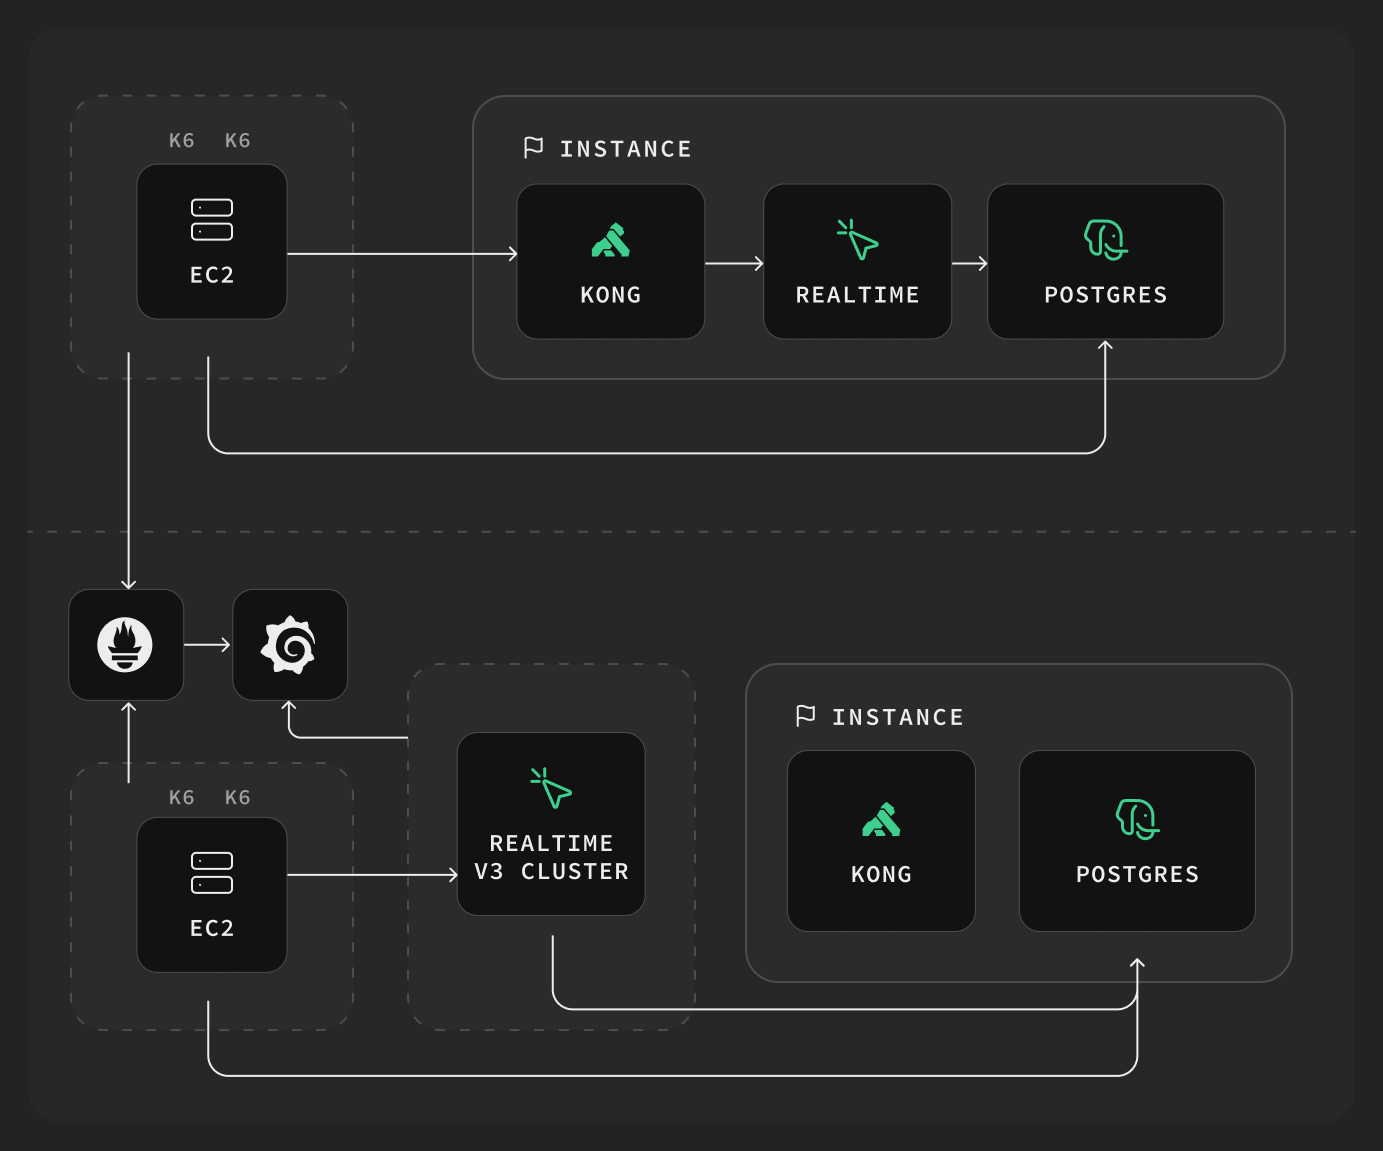 K6 K6
EC2
INSTANCE
KONG
REALTIME
POSTGRES
K6 K6
EC2
REALTIME
V3 CLUSTER
INSTANCE
KONG
POSTGRES